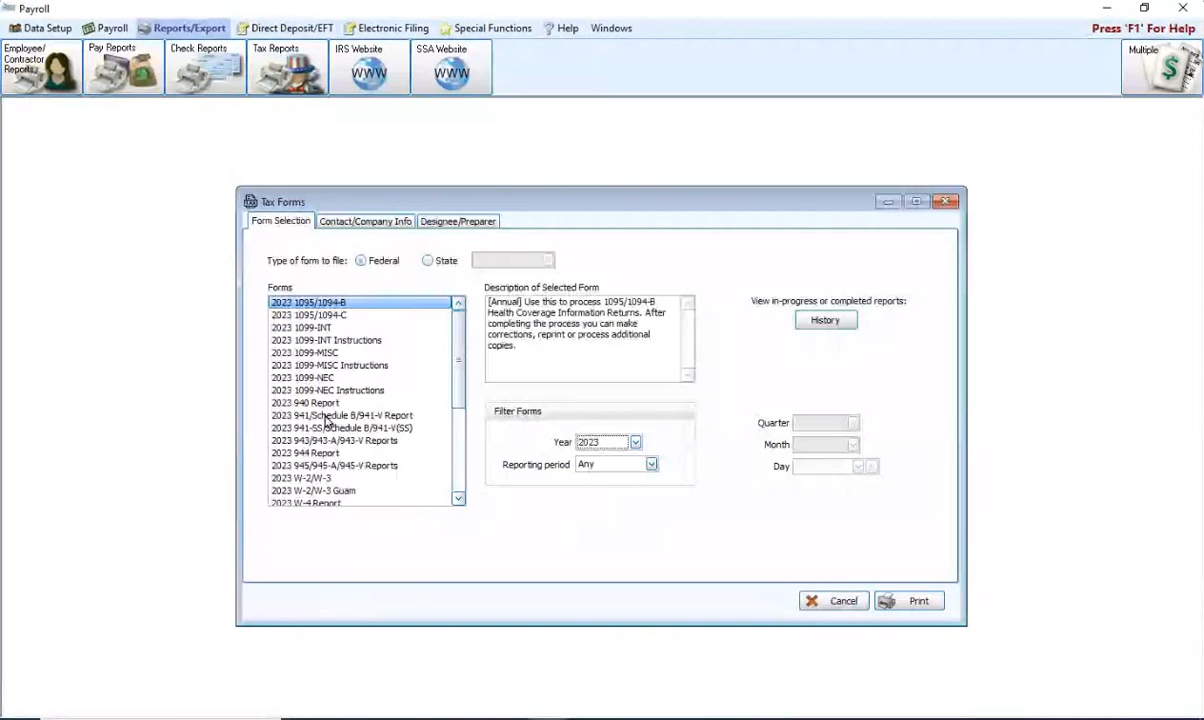 Payroll
Data Setup Payroll Reports/Export Direct Deposit/EFT Electronic Filing Special Functions Help Windows Press 'F1' For Help
Employee/
Contractor
Reports
Pay Reports
Check Reports
Tax Reports
IRS Website
WWW
SSA Website
WWW
Multiple
Tax Forms
Form Selection Contact/Company Info Designee/Preparer
Type of form to file: Federal State
Forms
2023 1095/1094-B
2023 1095/1094-C
2023 1099-INT
2023 1099-INT Instructions
2023 1099-MISC
2023 1099-MISC Instructions
2023 1099-NEC
2023 1099-NEC Instructions
2023 940 Report
2023 941/Schedule B/941-V Report
2023 941-SS/Schedule B/941-V(SS)
2023 943/943-A/943-V Reports
2023 944 Report
2023 945/945-A/945-V Reports
2023 W-2/W-3
2023 W-2/W-3 Guam
2023 W-4 Report
Description of Selected Form
[Annual] Use this to process 1095/1094-B
Health Coverage Information Returns. After
completing the process you can make
corrections, reprint or process additional
copies.
Filter Forms
Year 2023
Reporting period Any
View in-progress or completed reports:
History
Quarter
Month
Day
Cancel Print